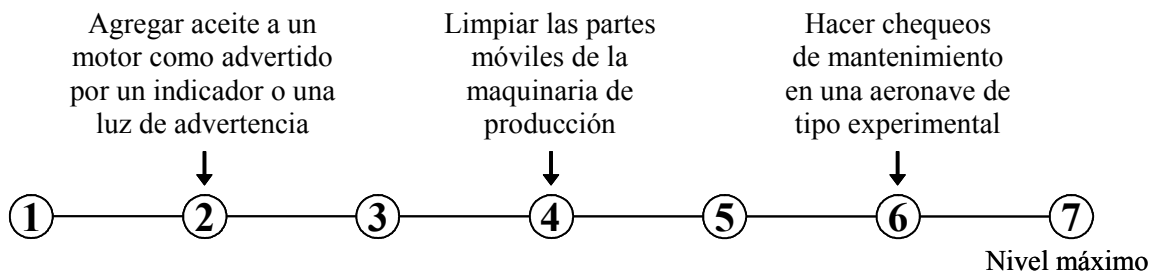 Agregar aceite a un
motor como advertido
por un indicador o una
luz de advertencia
Limpiar las partes
móviles de la
maquinaria de
producción
Hacer chequeos
de mantenimiento
en una aeronave de
tipo experimental
1 2 3 4 5 6 7
Nivel máximo